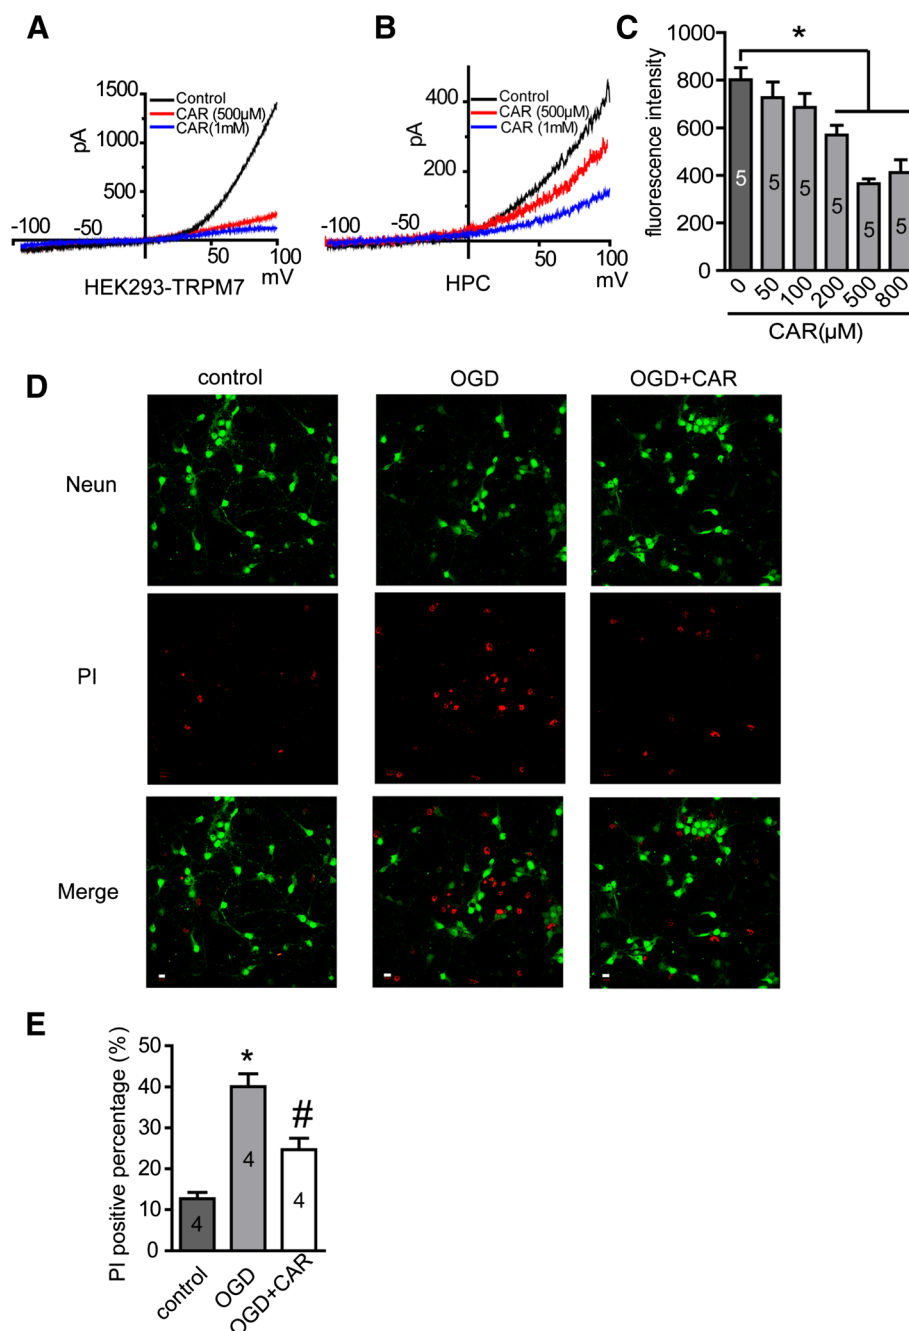 A
1500
Control
CAR (500µM)
CAR(1mM)
1000
pA
500
-100
-50
50
100
mV
HEK293-TRPM7
B
400
Control
CAR (500µM)
CAR (1mM)
pA
200
-100
-50
50
100
mV
HPC
C
1000
*
800
600
400
200
0
fluorescence intensity
5
5
5
5
5
5
0
50
100
200
500
800
CAR(µM)
D
control
OGD
OGD+CAR
Neun
PI
Merge
E
50
40
30
20
10
0
PI positive percentage (%)
*
#
4
4
4
control
OGD
OGD+CAR